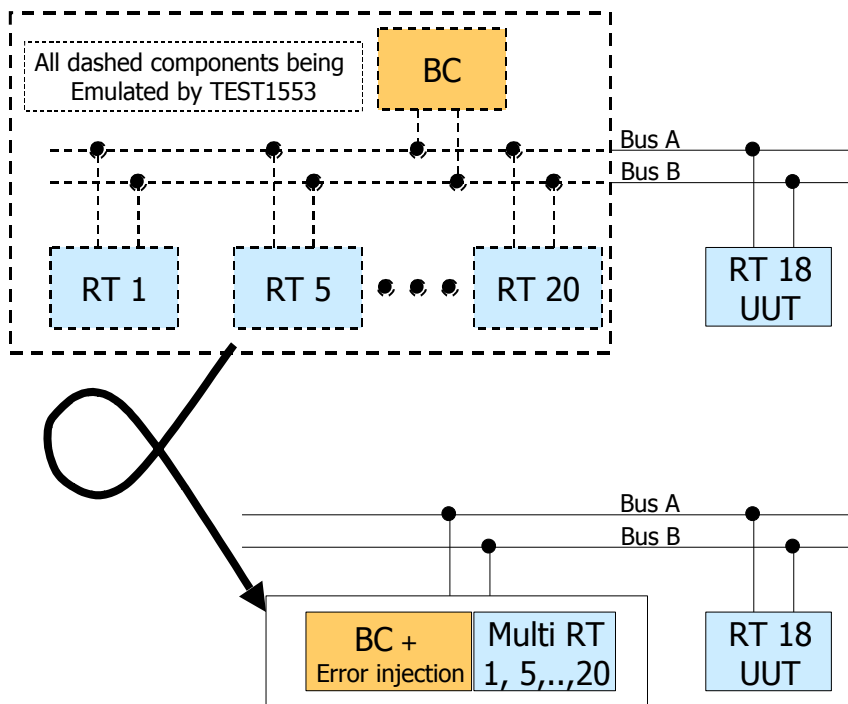 All dashed components being
Emulated by TEST1553
BC
Bus A
Bus B
RT 1
RT 5
RT 20
RT 18
UUT
Bus A
Bus B
BC +
Error injection
Multi RT
1, 5,..,20
RT 18
UUT